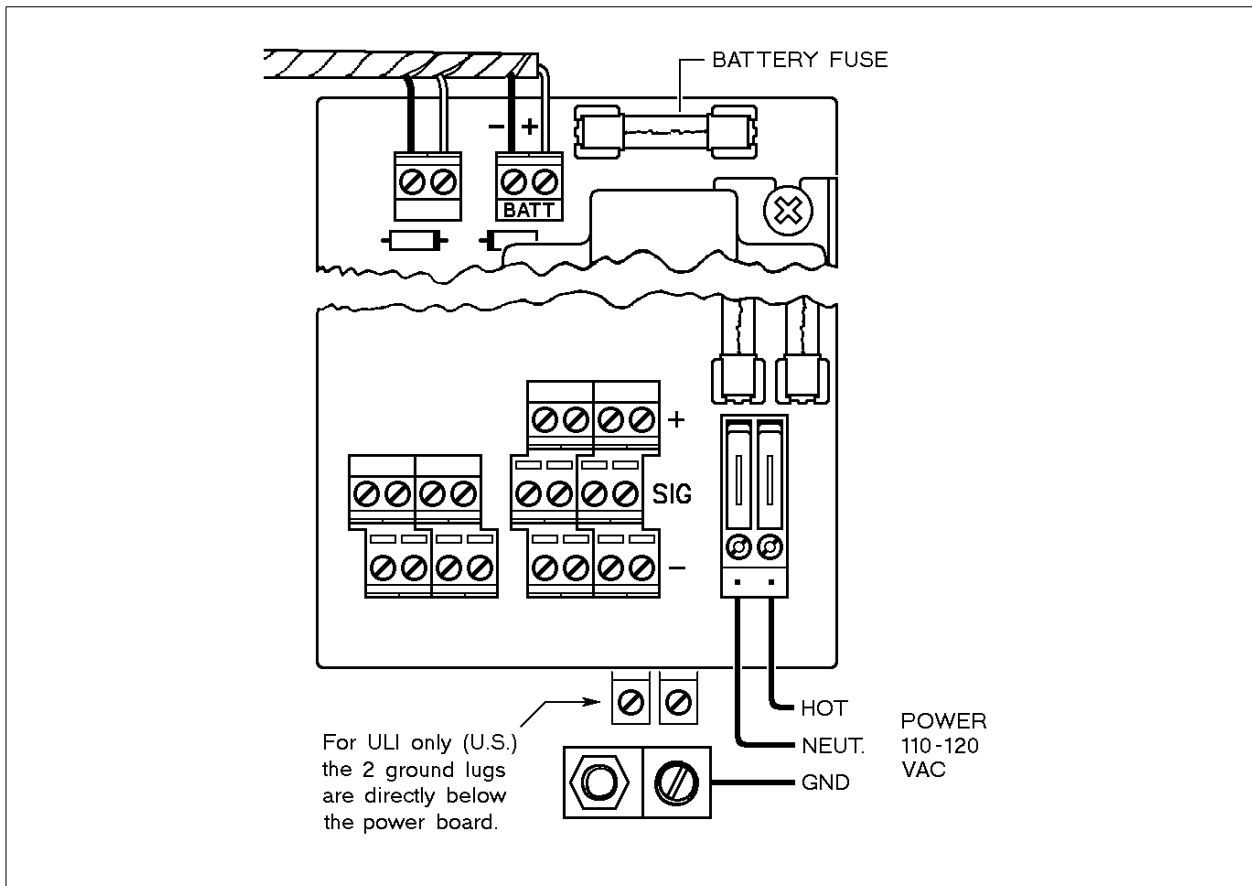 BATTERY FUSE
- +
BATT
+
SIG
-
HOT
NEUT.
GND
POWER
110-120
VAC
For ULI only (U.S.)
the 2 ground lugs
are directly below
the power board.